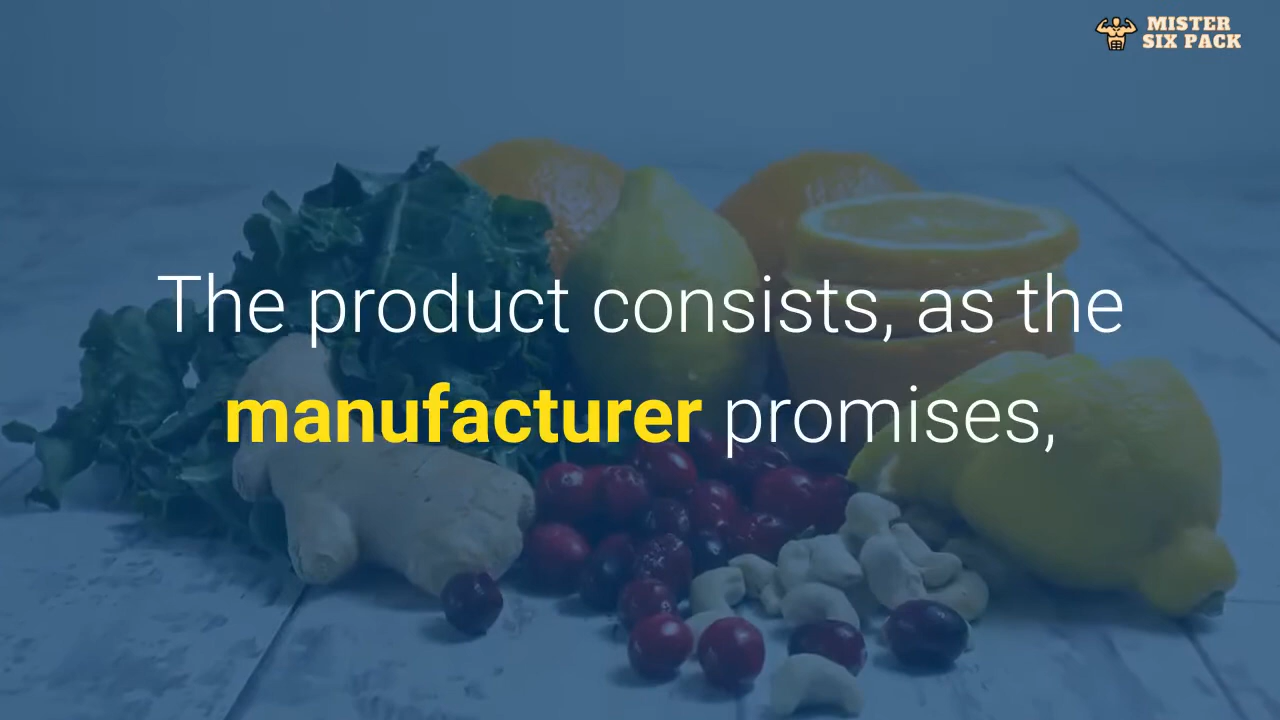 MISTER
SIX PACK
The product consists, as the
manufacturer promises,